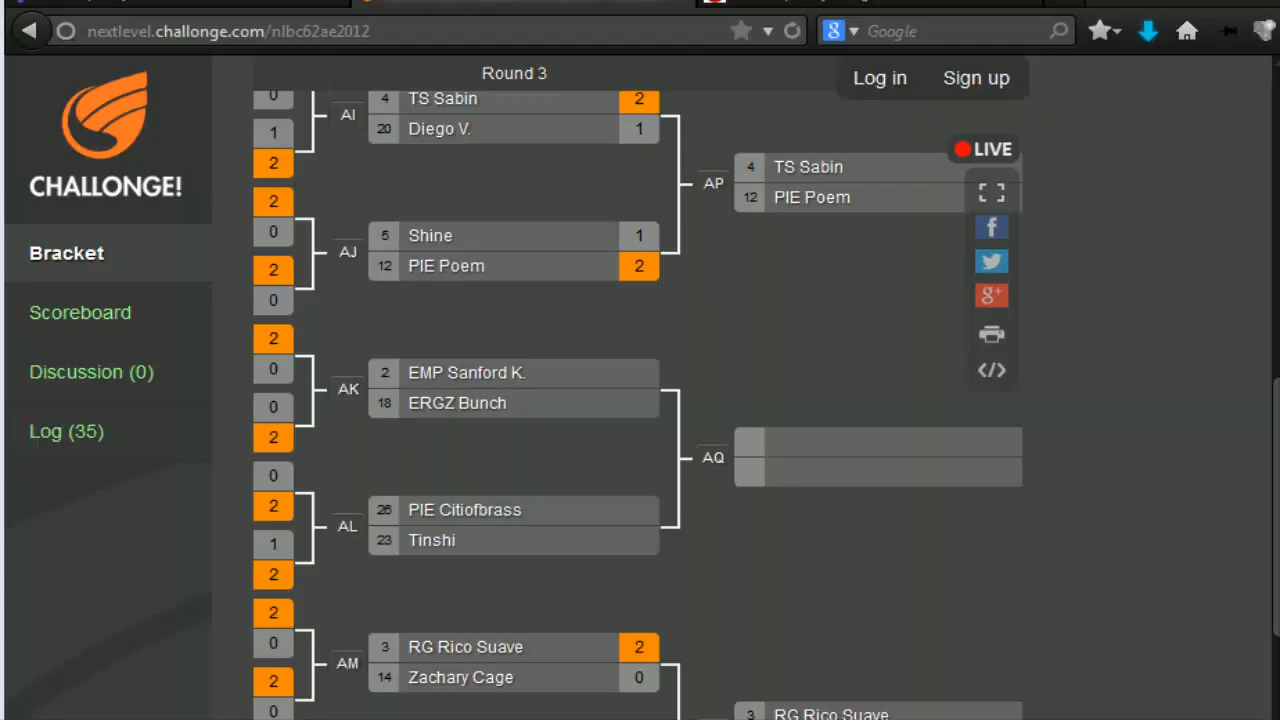 nextlevel.challonge.com/nlbc62ae2012
8
Google
Round 3
Log in
Sign up
CHALLONGE!
Bracket
Scoreboard
Discussion (0)
Log (35)
LIVE
f
g+
</>
0
1
2
AI
4 TS Sabin 2
20 Diego V. 1
AP
4 TS Sabin
12 PIE Poem
2
0
2
0
AJ
5 Shine 1
12 PIE Poem 2
2
0
0
2
AK
2 EMP Sanford K.
18 ERGZ Bunch
AQ
0
2
1
2
AL
26 PIE Citiofbrass
23 Tinshi
2
0
2
0
AM
3 RG Rico Suave 2
14 Zachary Cage 0
3 RG Rico Suave